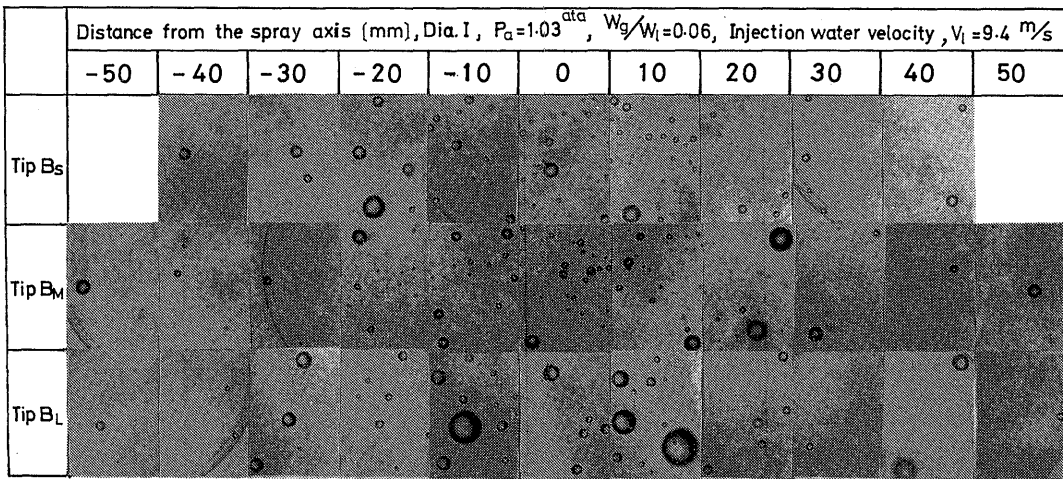 Distance from the spray axis (mm), Dia. I, Pa=1.03 ata, Wg/Wl=0.06, Injection water velocity, Vl=9.4 m/s
-50 -40 -30 -20 -10 0 10 20 30 40 50
Tip BS
Tip BM
Tip BL